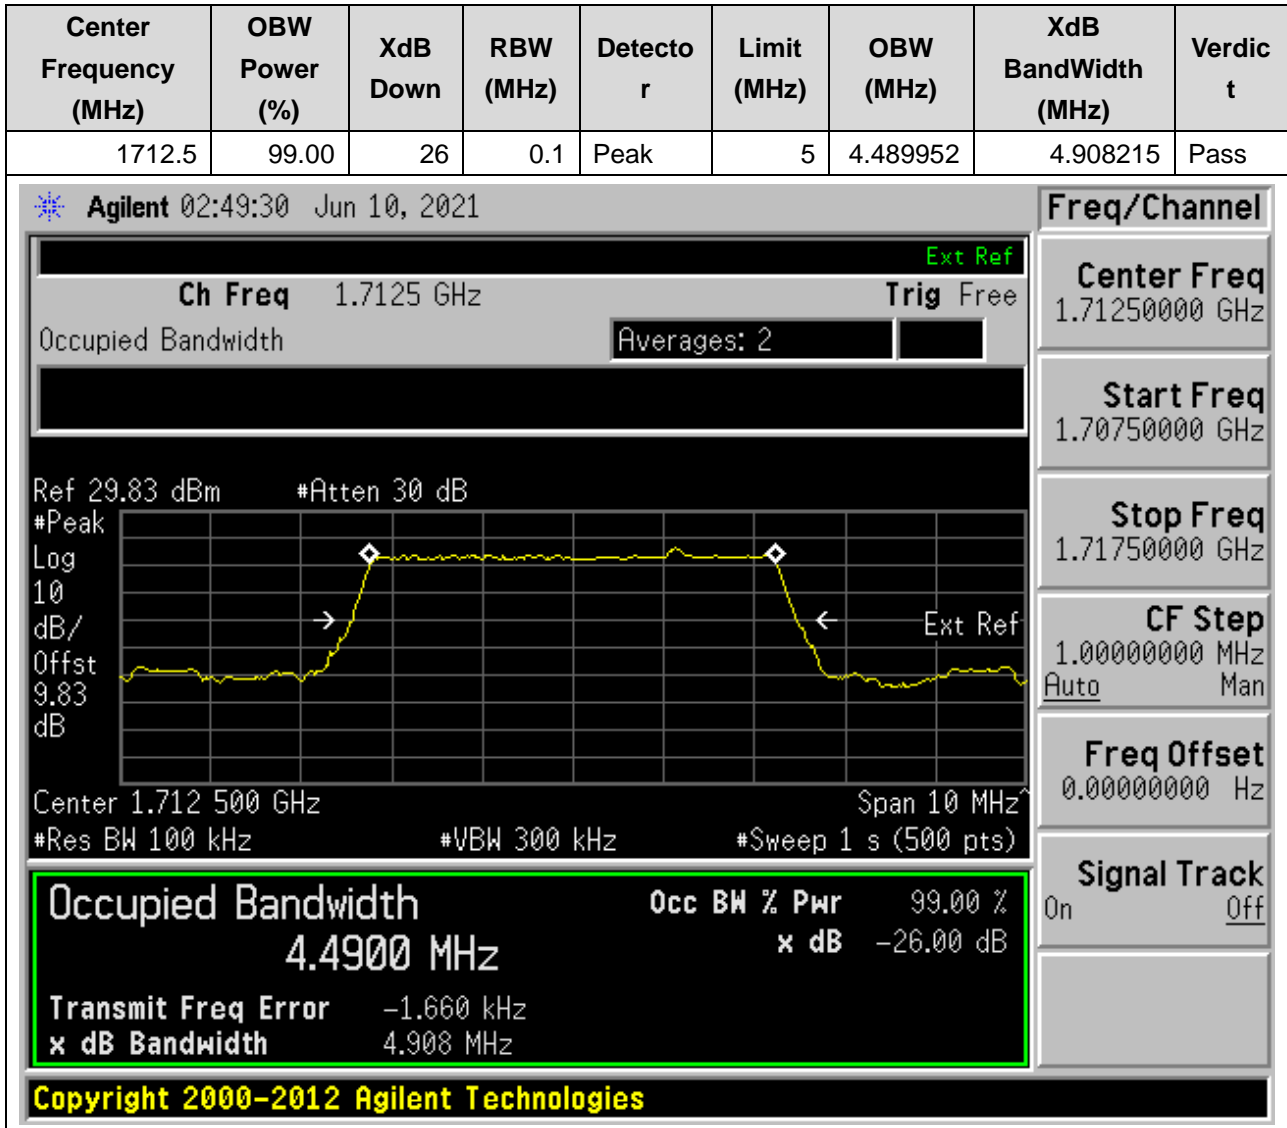 Center Frequency (MHz) OBW Power (%) XdB Down RBW (MHz) Detecto r Limit (MHz) OBW (MHz) XdB BandWidth (MHz) Verdic t
1712.5 99.00 26 0.1 Peak 5 4.489952 4.908215 Pass
Agilent 02:49:30 Jun 10, 2021
Freq/Channel
Ext Ref
Ch Freq 1.7125 GHz Trig Free
Occupied Bandwidth Averages: 2
Center Freq
1.71250000 GHz
Start Freq
1.70750000 GHz
Stop Freq
1.71750000 GHz
CF Step
1.00000000 MHz
Auto Man
Freq Offset
0.00000000 Hz
Signal Track
On Off
Ref 29.83 dBm #Atten 30 dB
#Peak
Log
10
dB/
Offst
9.83
dB
Ext Ref
Center 1.712 500 GHz Span 10 MHz^
#Res BW 100 kHz #VBW 300 kHz #Sweep 1 s (500 pts)
Occupied Bandwidth
4.4900 MHz
Occ BW % Pwr 99.00 %
x dB -26.00 dB
Transmit Freq Error -1.660 kHz
x dB Bandwidth 4.908 MHz
Copyright 2000-2012 Agilent Technologies